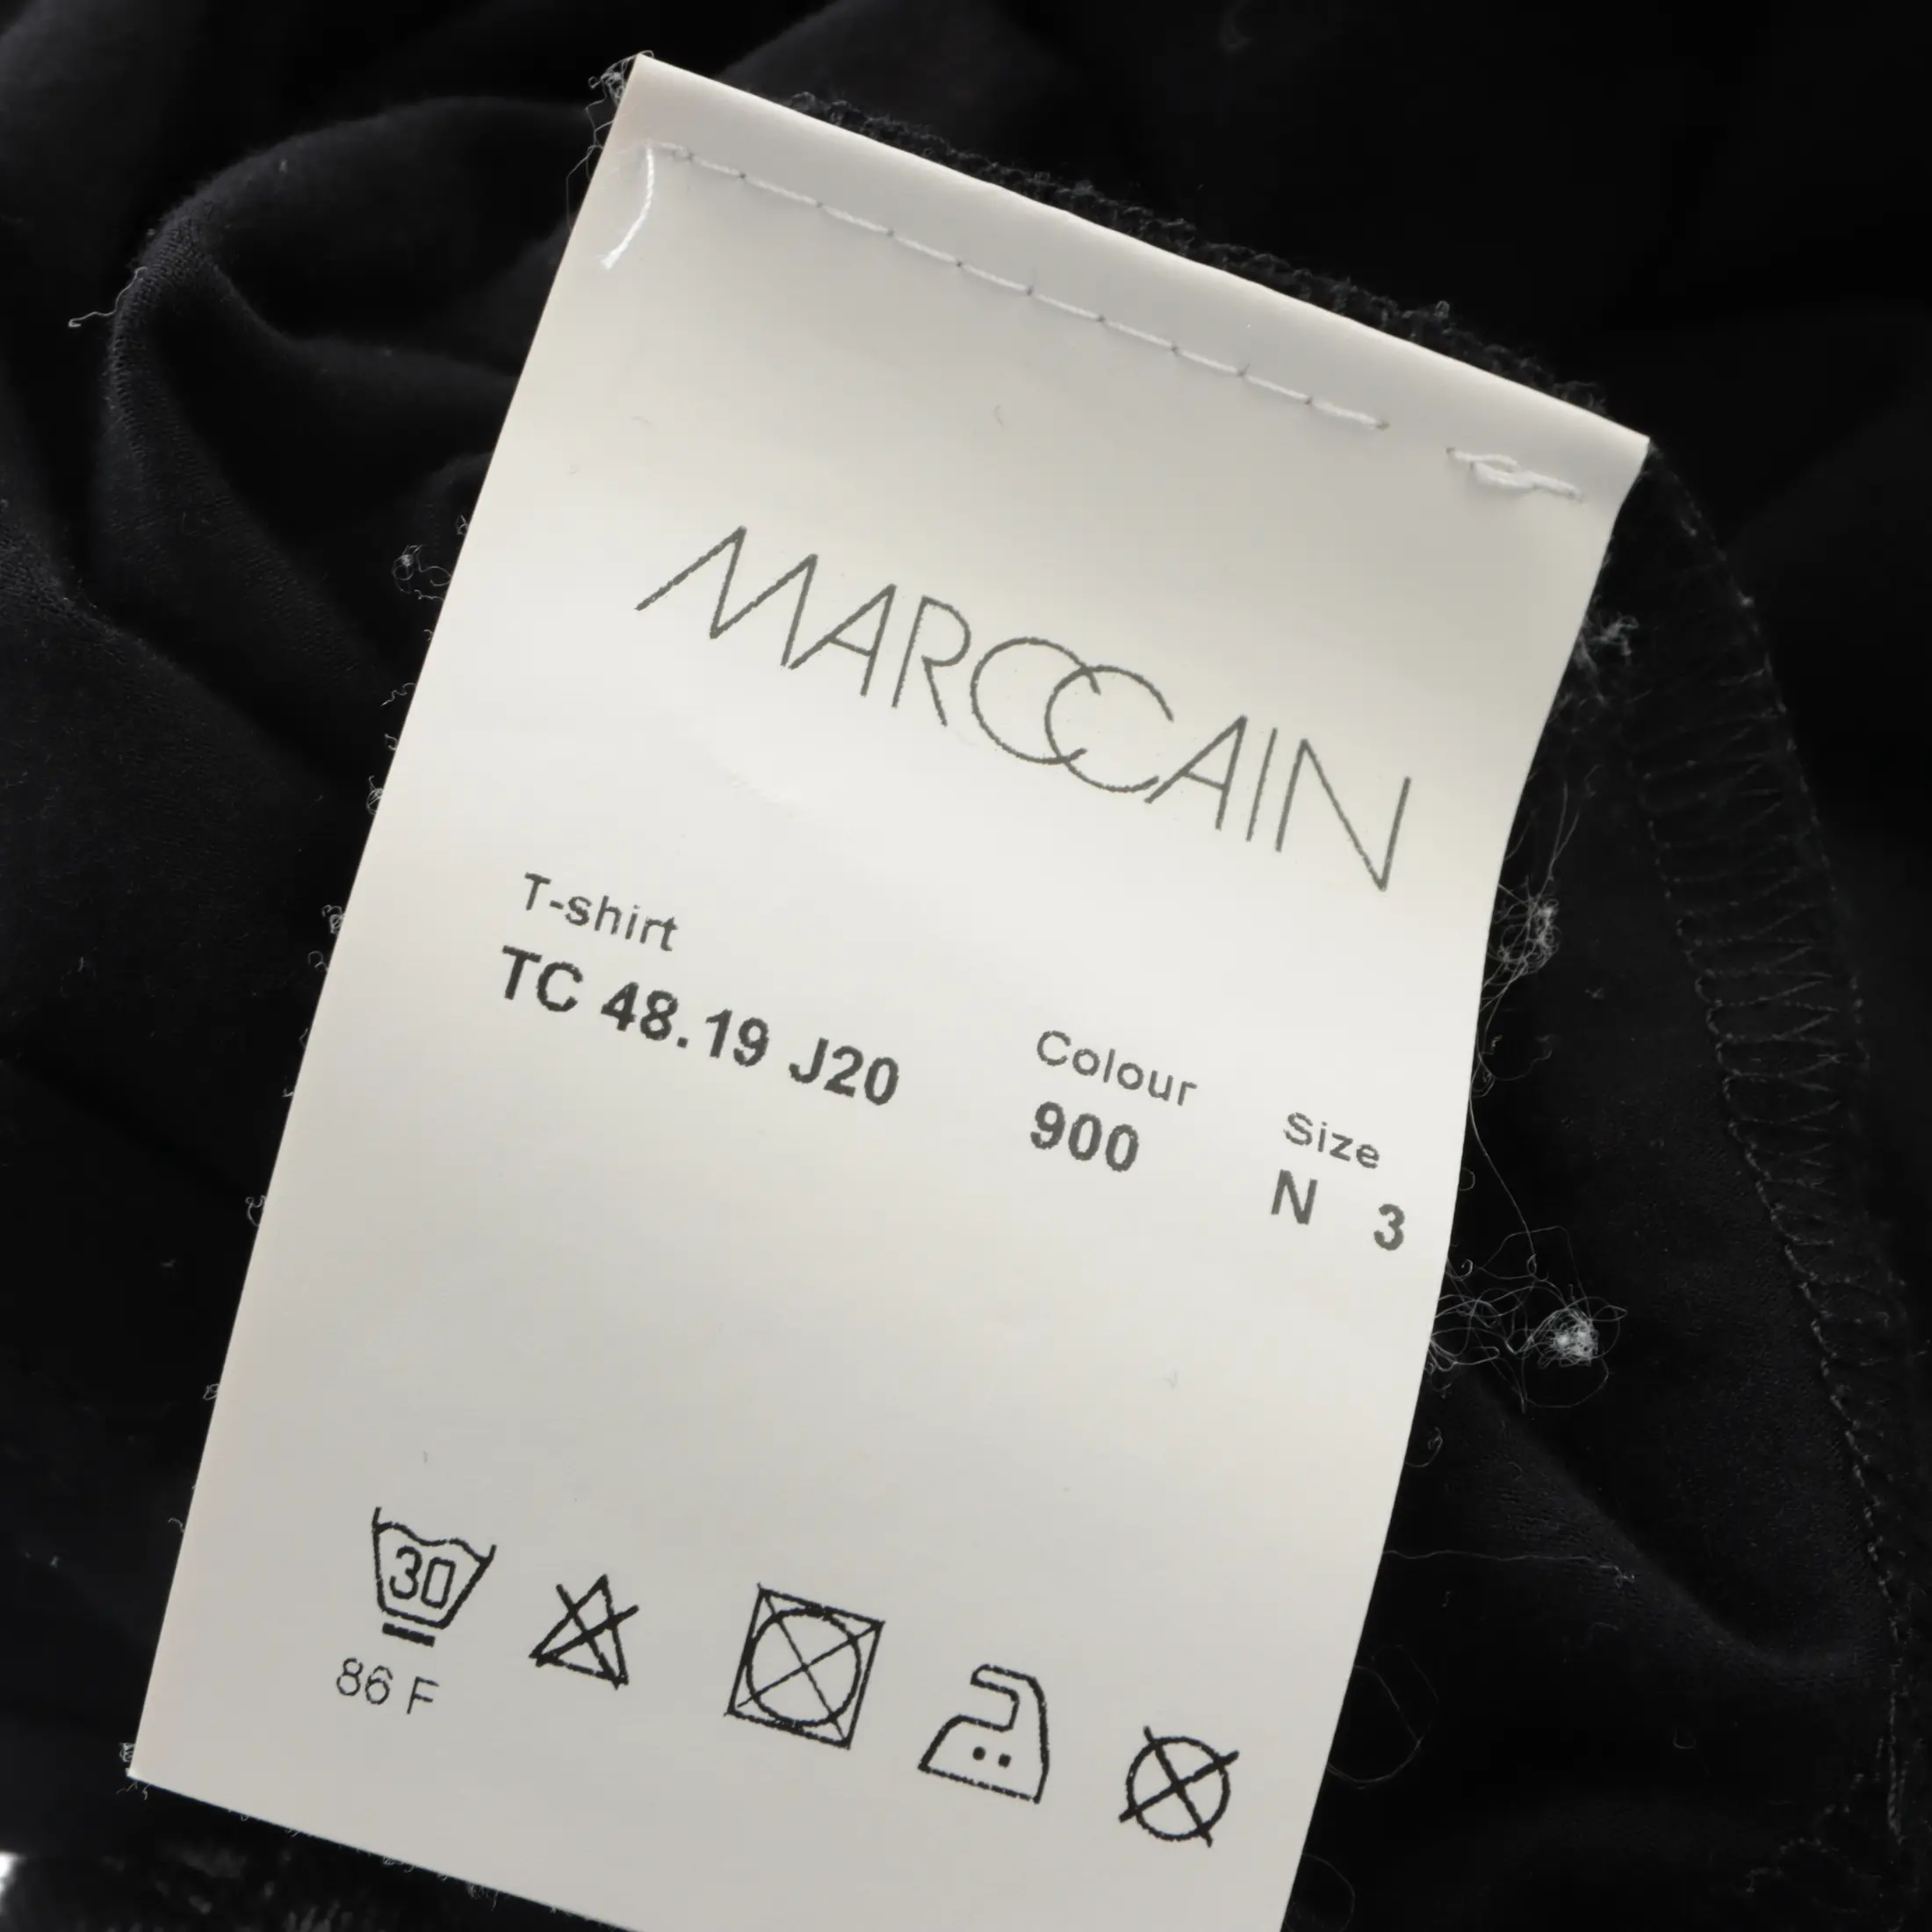 MARCCAIN
T-shirt
TC 48.19 J20
Colour
900
Size
N 3
30
86 F